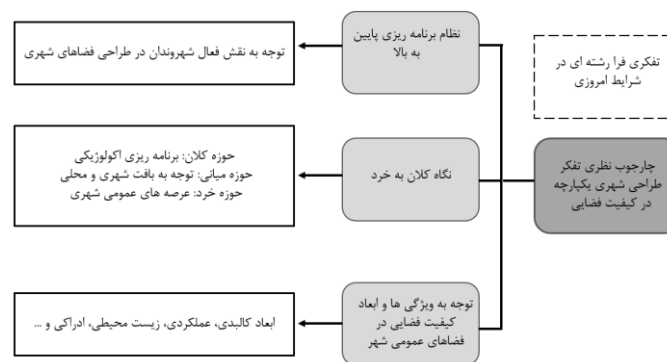 تفکری فرا رشته ای در
شرایط امروزی
چارچوب نظری تفکر
طراحی شهری یکپارچه
در کیفیت فضایی
نظام برنامه ریزی پایین
به بالا
توجه به نقش فعال شهروندان در طراحی فضاهای شهری
نگاه کلان به خرد
حوزه کلان: برنامه ریزی اکولوژیکی
حوزه میانی: توجه به بافت شهری و محلی
حوزه خرد: عرصه های عمومی شهری
توجه به ویژگی ها و ابعاد
کیفیت فضایی در
فضاهای عمومی شهر
ابعاد کالبدی، عملکردی، زیست محیطی، ادراکی و ...